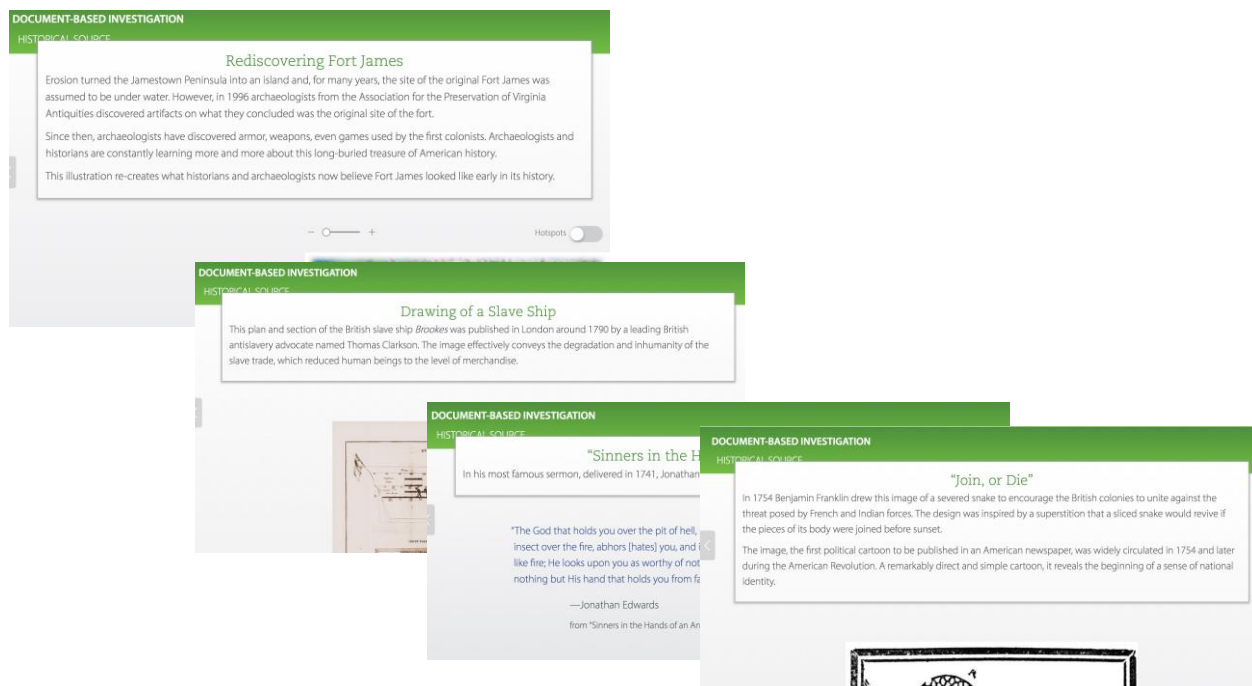 DOCUMENT-BASED INVESTIGATION
HISTORICAL SOURCE
Rediscovering Fort James
Erosion turned the Jamestown Peninsula into an island and, for many years, the site of the original Fort James was
assumed to be under water. However, in 1996 archaeologists from the Association for the Preservation of Virginia
Antiquities discovered artifacts on what they concluded was the original site of the fort.
Since then, archaeologists have discovered armor, weapons, even games used by the first colonists. Archaeologists and
historians are constantly learning more and more about this long-buried treasure of American history.
This illustration re-creates what historians and archaeologists now believe Fort James looked like early in its history.
Hotspots
DOCUMENT-BASED INVESTIGATION
HISTORICAL SOURCE
Drawing of a Slave Ship
This plan and section of the British slave ship Brookes was published in London around 1790 by a leading British
antislavery advocate named Thomas Clarkson. The image effectively conveys the degradation and inhumanity of the
slave trade, which reduced human beings to the level of merchandise.
DOCUMENT-BASED INVESTIGATION
HISTORICAL SOURCE
“Sinners in the H
In his most famous sermon, delivered in 1741, Jonathan
“The God that holds you over the pit of hell,
insect over the fire, abhors [hates] you, and i
like fire; He looks upon you as worthy of not
nothing but His hand that holds you from fa
—Jonathan Edwards
from “Sinners in the Hands of an An
DOCUMENT-BASED INVESTIGATION
HISTORICAL SOURCE
“Join, or Die”
In 1754 Benjamin Franklin drew this image of a severed snake to encourage the British colonies to unite against the
threat posed by French and Indian forces. The design was inspired by a superstition that a sliced snake would revive if
the pieces of its body were joined before sunset.
The image, the first political cartoon to be published in an American newspaper, was widely circulated in 1754 and later
during the American Revolution. A remarkably direct and simple cartoon, it reveals the beginning of a sense of national
identity.